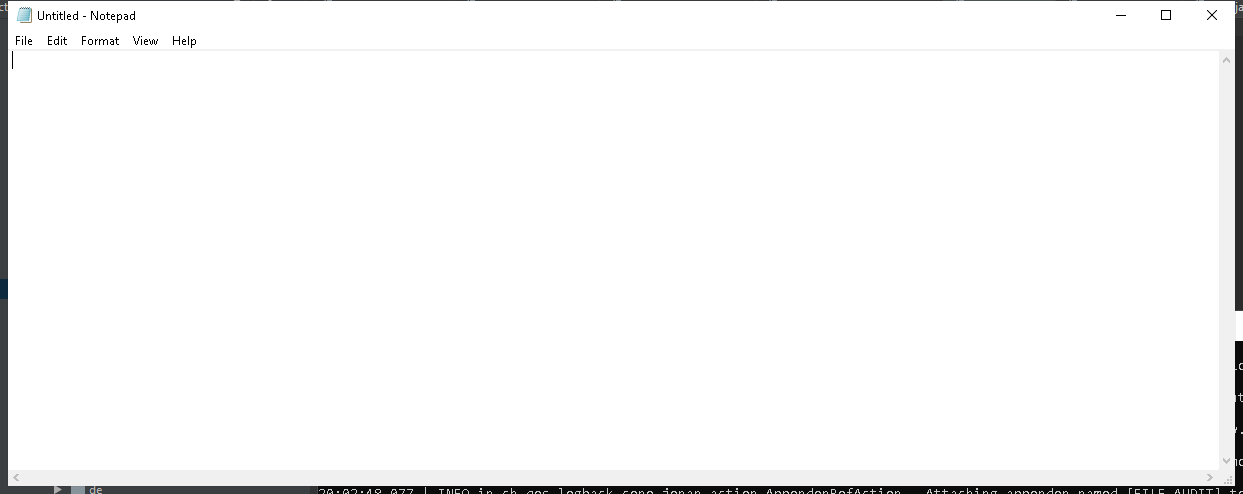 Untitled - Notepad
File Edit Format View Help
de
20:02:48.077 | INFO in ch.qos.logback.core.joran.action.AppenderRefAction - Attaching appender named [FILE_AUDIT] t